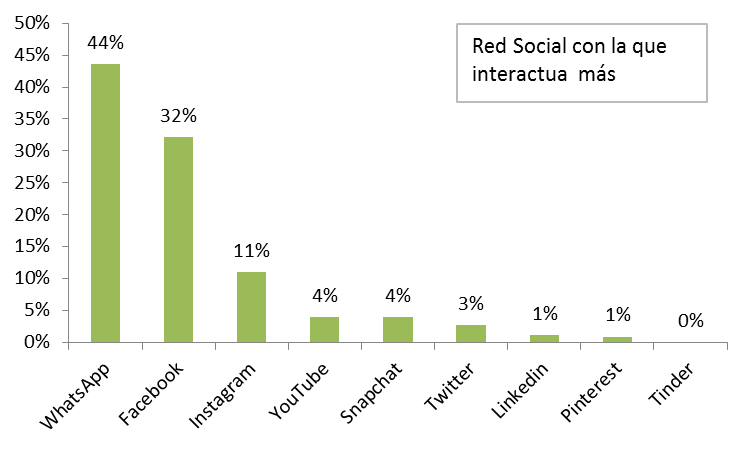 50%
45%
40%
35%
30%
25%
20%
15%
10%
5%
0%
44%
32%
11%
4%
4%
3%
1%
1%
0%
Red Social con la que
interactua más
WhatsApp
Facebook
Instagram
YouTube
Snapchat
Twitter
Linkedin
Pinterest
Tinder